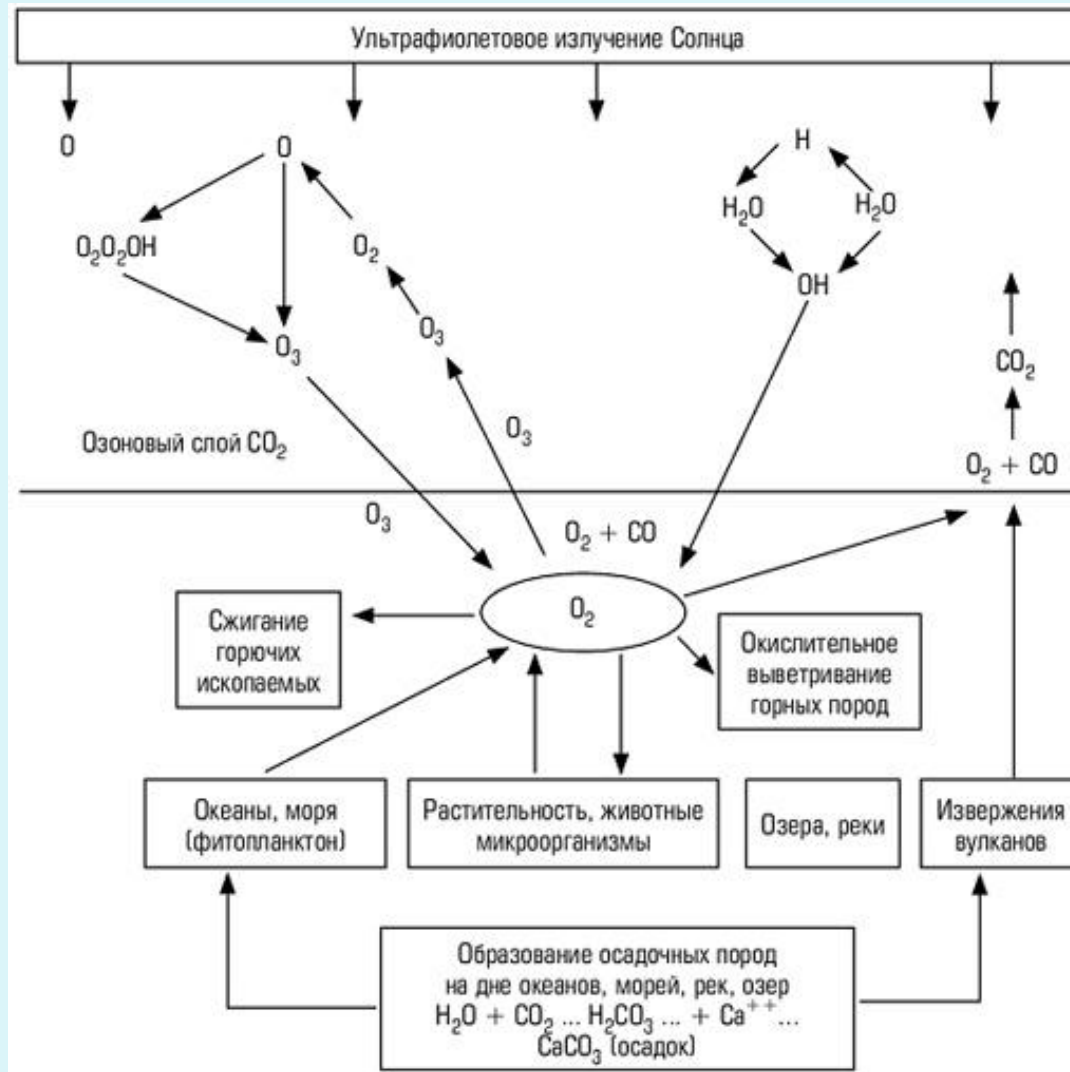 Ультрафиолетовое излучение Солнца
O
O
H
O₂O₂OH
O₂
H₂O
H₂O
OH
O₃
O₃
CO₂
Озоновый слой CO₂
O₃
O₂ + CO
O₃
O₂ + CO
O₂
Сжигание
горючих
ископаемых
Окислительное
выветривание
горных пород
Океаны, моря
(фитопланктон)
Растительность, животные
микроорганизмы
Озера, реки
Извержения
вулканов
Образование осадочных пород
на дне океанов, морей, рек, озер
H₂O + CO₂ ... H₂CO₃ ... + Ca⁺⁺...
CaCO₃ (осадок)